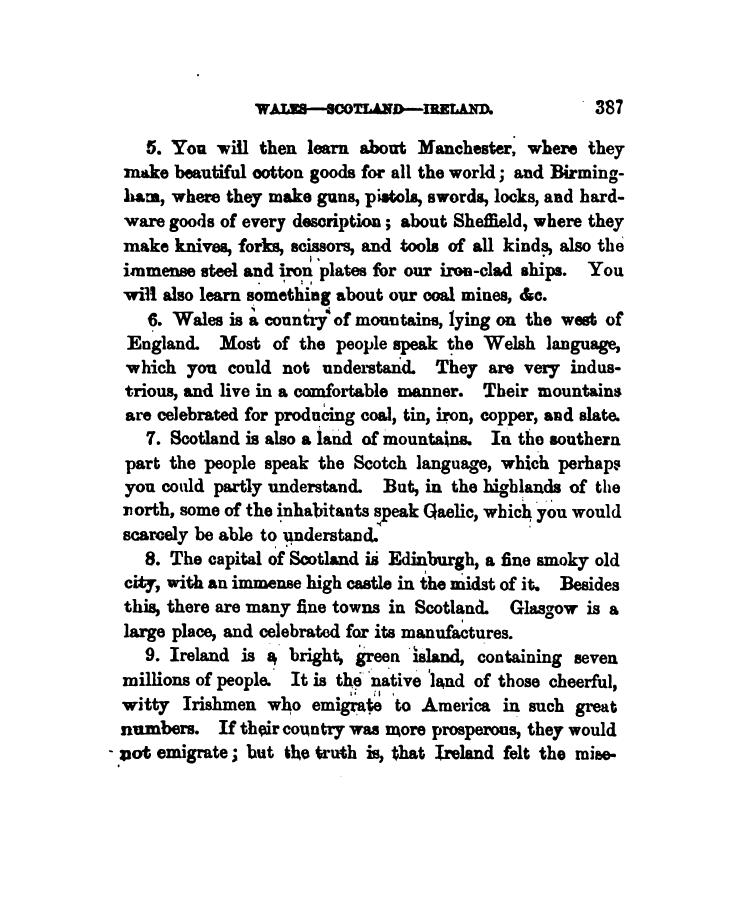 WALES—SCOTLAND—IRELAND. 387
5. You will then learn about Manchester, where they
make beautiful cotton goods for all the world; and Birming-
ham, where they make guns, pistols, swords, locks, and hard-
ware goods of every description; about Sheffield, where they
make knives, forks, scissors, and tools of all kinds, also the
immense steel and iron plates for our iron-clad ships. You
will also learn something about our coal mines, &c.
6. Wales is a country of mountains, lying on the west of
England. Most of the people speak the Welsh language,
which you could not understand. They are very indus-
trious, and live in a comfortable manner. Their mountains
are celebrated for producing coal, tin, iron, copper, and slate.
7. Scotland is also a land of mountains. In the southern
part the people speak the Scotch language, which perhaps
you could partly understand. But, in the highlands of the
north, some of the inhabitants speak Gaelic, which you would
scarcely be able to understand.
8. The capital of Scotland is Edinburgh, a fine smoky old
city, with an immense high castle in the midst of it. Besides
this, there are many fine towns in Scotland. Glasgow is a
large place, and celebrated for its manufactures.
9. Ireland is a bright, green island, containing seven
millions of people. It is the native land of those cheerful,
witty Irishmen who emigrate to America in such great
numbers. If their country was more prosperous, they would
not emigrate; but the truth is, that Ireland felt the mise-